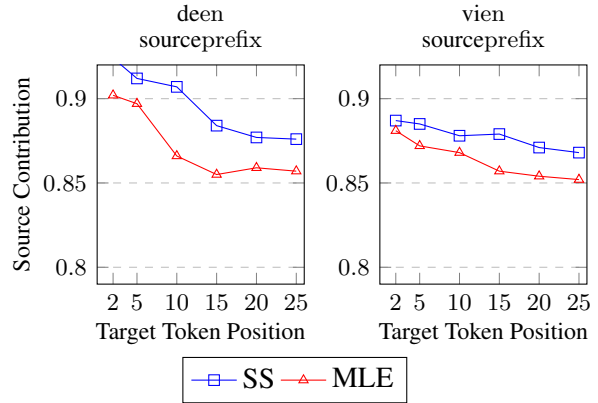 deen
sourceprefix
vien
sourceprefix
Source Contribution
0.9
0.85
0.8
2 5 10 15 20 25
Target Token Position
0.9
0.85
0.8
2 5 10 15 20 25
Target Token Position
SS MLE